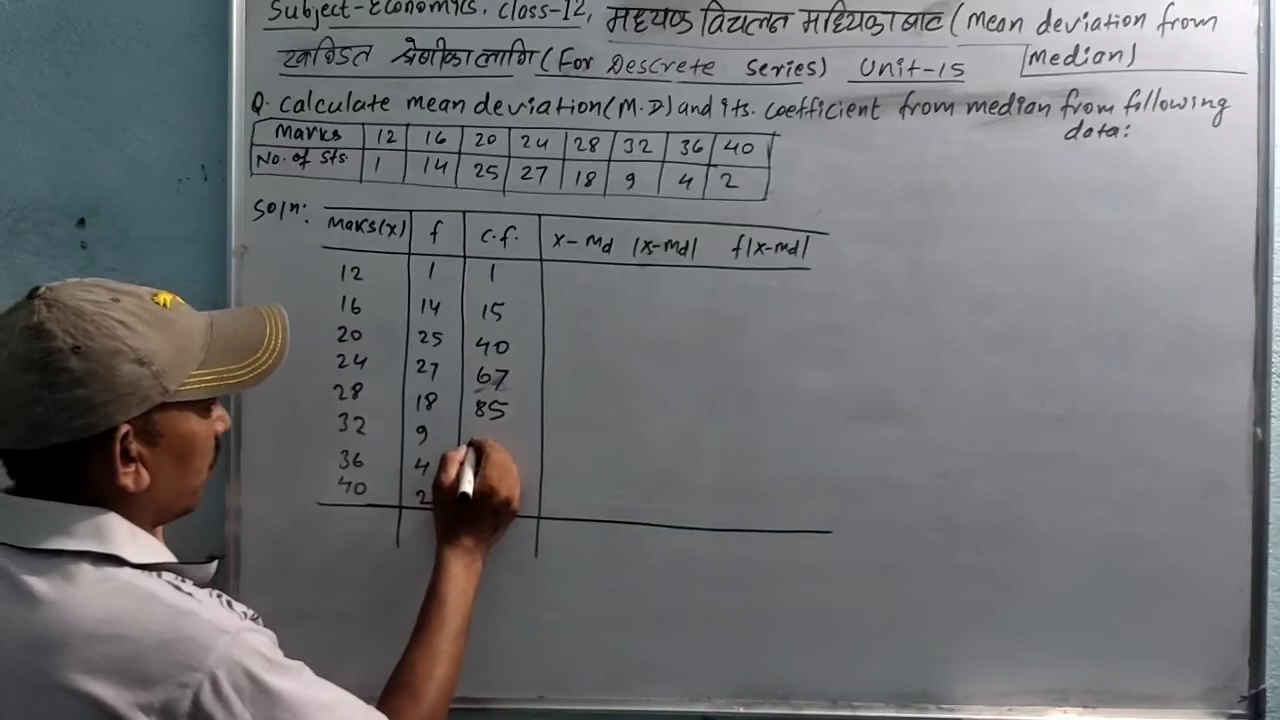 Subject-Economics, Class-12, मध्यक विचलन मध्यिकाबाट (Mean deviation from
खण्डित श्रेणीका लागि (For Descrete series) Unit-15 Median)
Q. Calculate mean deviation (M.D) and its. coefficient from median from following
data:
Marks 12 16 20 24 28 32 36 40
No. of Sts. 1 14 25 27 18 9 4 2
Soln:
Maks(x) f c.f. x-Md |x-md| f|x-md|
12 1 1
16 14 15
20 25 40
24 27 67
28 18 85
32 9
36 4
40 2